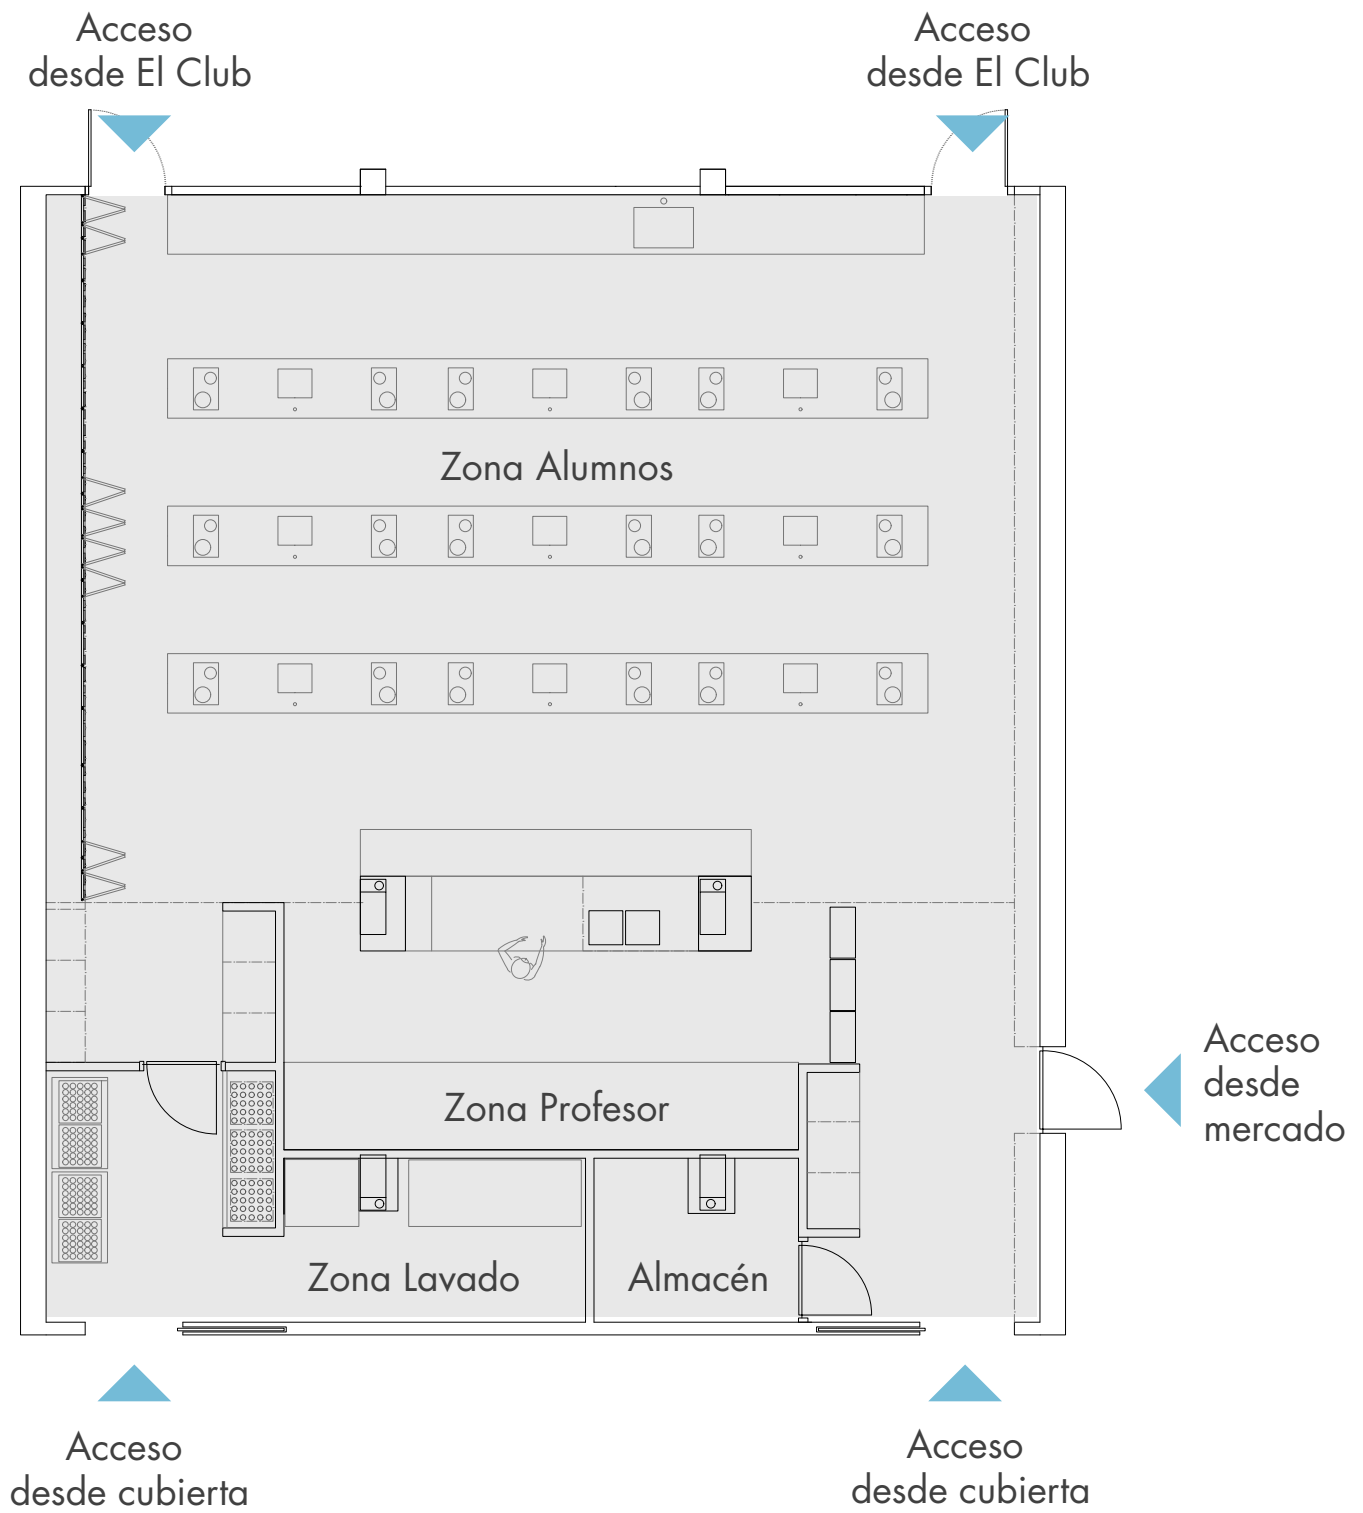 Acceso
desde El Club
Acceso
desde El Club
Zona Alumnos
Acceso
desde
mercado
Zona Profesor
Zona Lavado
Almacén
Acceso
desde cubierta
Acceso
desde cubierta